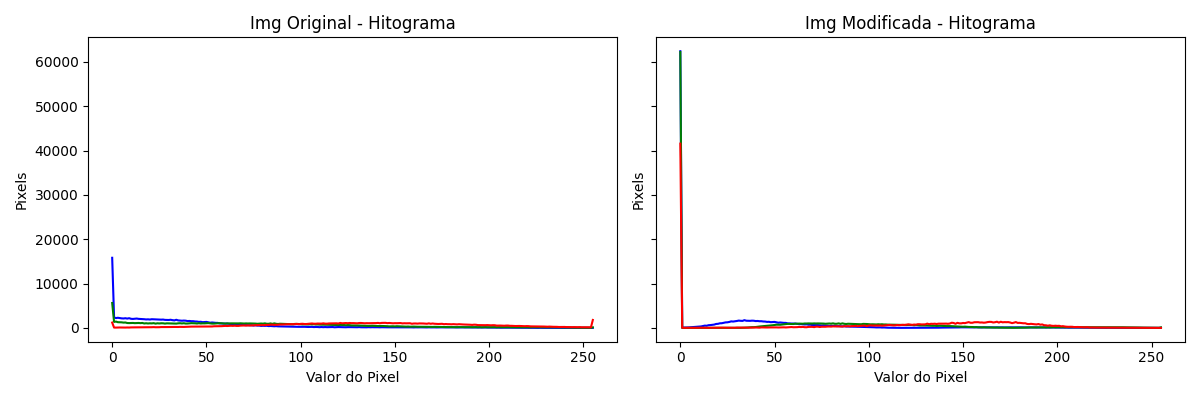 Img Original - Hitograma
Pixels
60000
50000
40000
30000
20000
10000
0
0 50 100 150 200 250
Valor do Pixel
Img Modificada - Hitograma
Pixels
0 50 100 150 200 250
Valor do Pixel